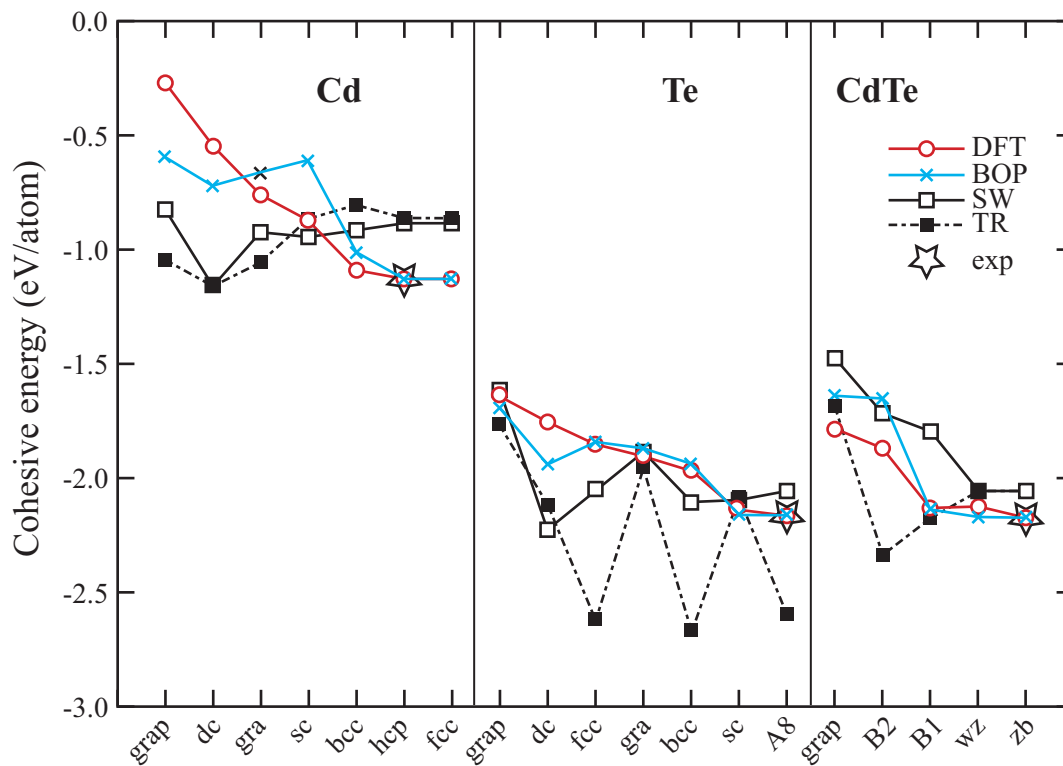 Cohesive energy (eV/atom)
0.0
-0.5
-1.0
-1.5
-2.0
-2.5
-3.0
Cd
Te
CdTe
DFT
BOP
SW
TR
exp
grap dc gra sc bcc hcp fcc grap dc fcc gra bcc sc A8 grap B2 B1 wz zb